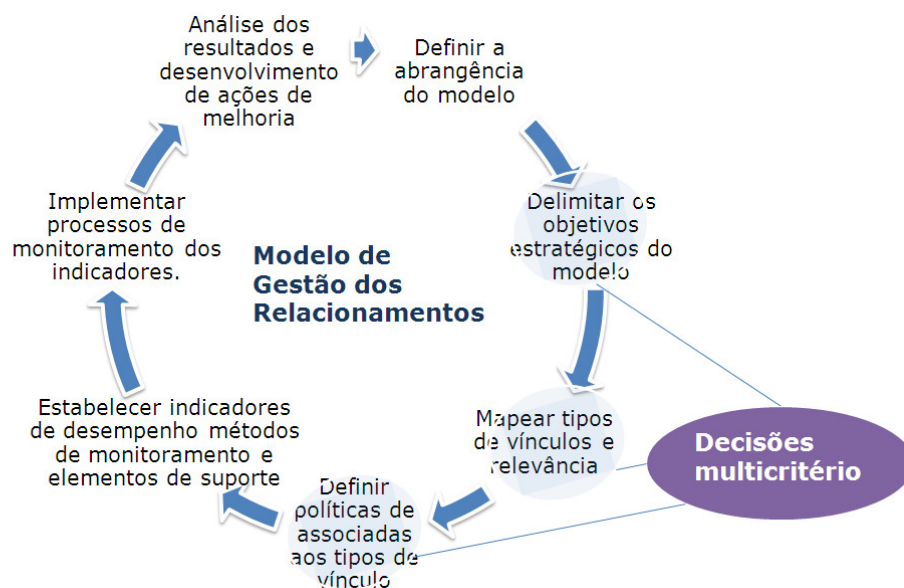 Análise dos
resultados e
desenvolvimento
de ações de
melhoria
Definir a
abrangência
do modelo
Delimitar os
objetivos
estratégicos do
modelo
Mapear tipos
de vínculos e
relevância
Definir
políticas de
associadas
aos tipos de
vínculo
Estabelecer indicadores
de desempenho métodos
de monitoramento e
elementos de suporte
Implementar
processos de
monitoramento dos
indicadores.
Modelo de
Gestão dos
Relacionamentos
Decisões
multicritério